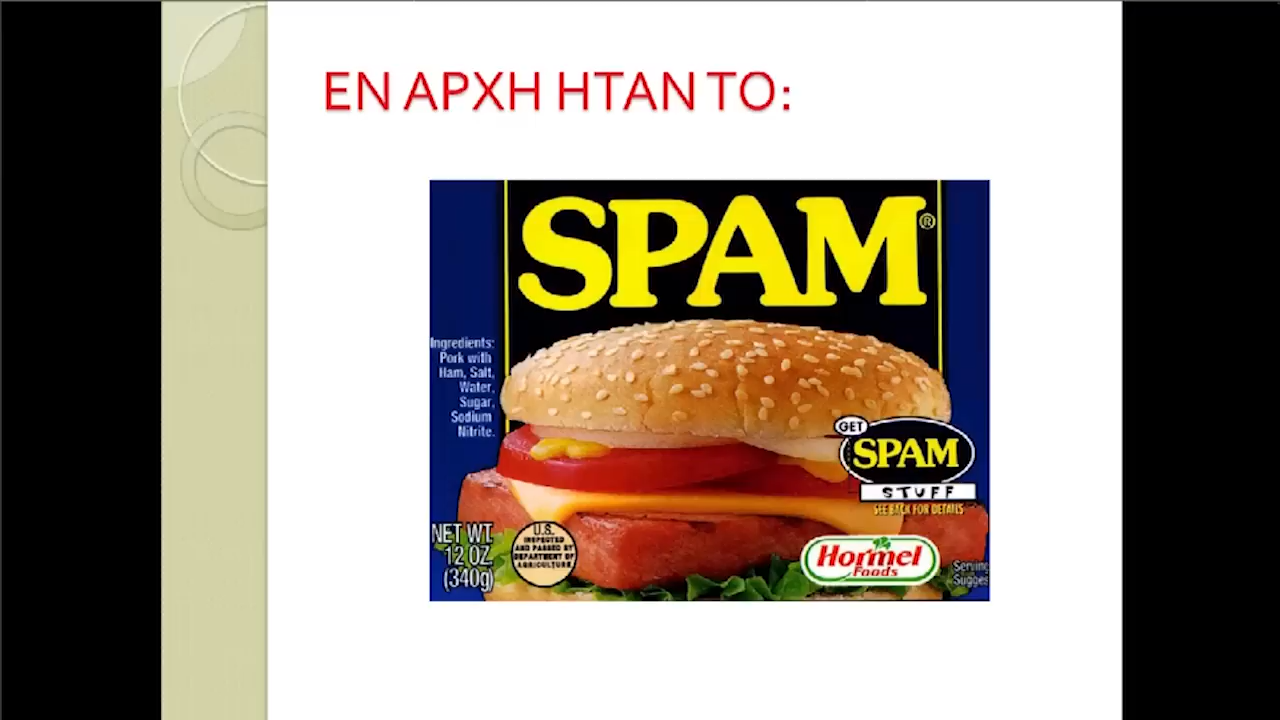 ΕΝ ΑΡΧΗ ΗΤΑΝ ΤΟ:
SPAM®
Ingredients:
Pork with
Ham, Salt,
Water,
Sugar,
Sodium
Nitrite.
GET
SPAM
STUFF
SEE BACK FOR DETAILS
NET WT.
12 OZ.
(340g)
U.S.
INSPECTED
AND PASSED BY
DEPARTMENT OF
AGRICULTURE.
Hormel
Foods
Serving